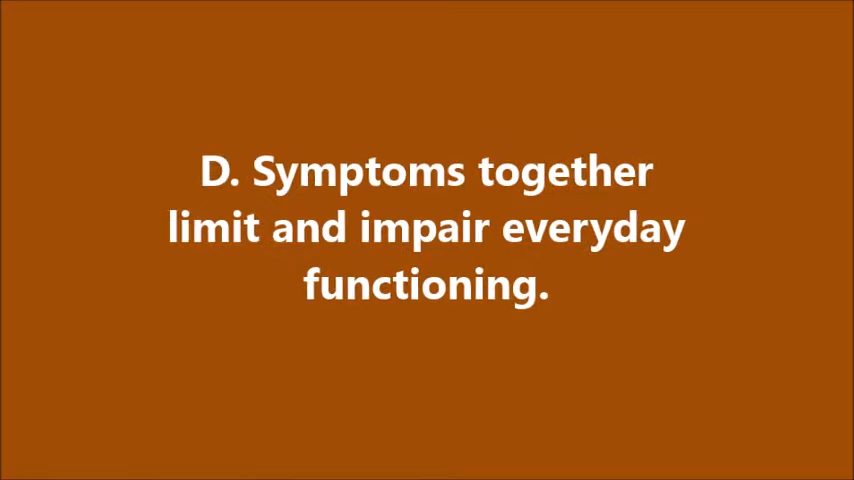 D. Symptoms together
limit and impair everyday
functioning.